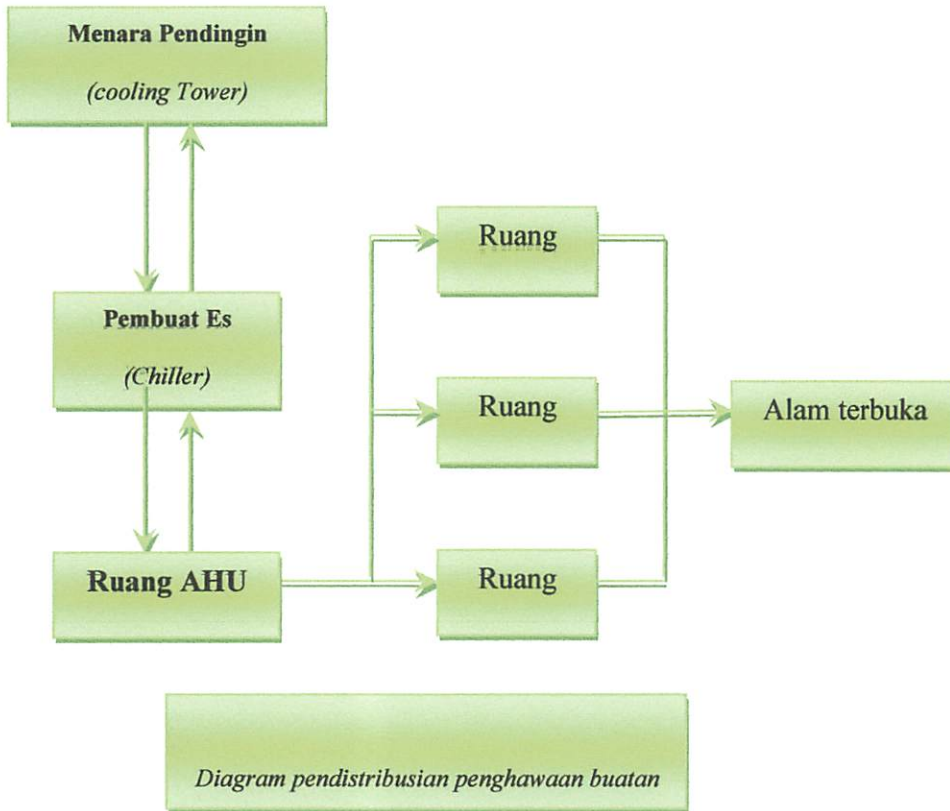 Menara Pendingin
(cooling Tower)
Pembuat Es
(Chiller)
Ruang AHU
Ruang
Ruang
Ruang
Alam terbuka
Diagram pendistribusian penghawaan buatan